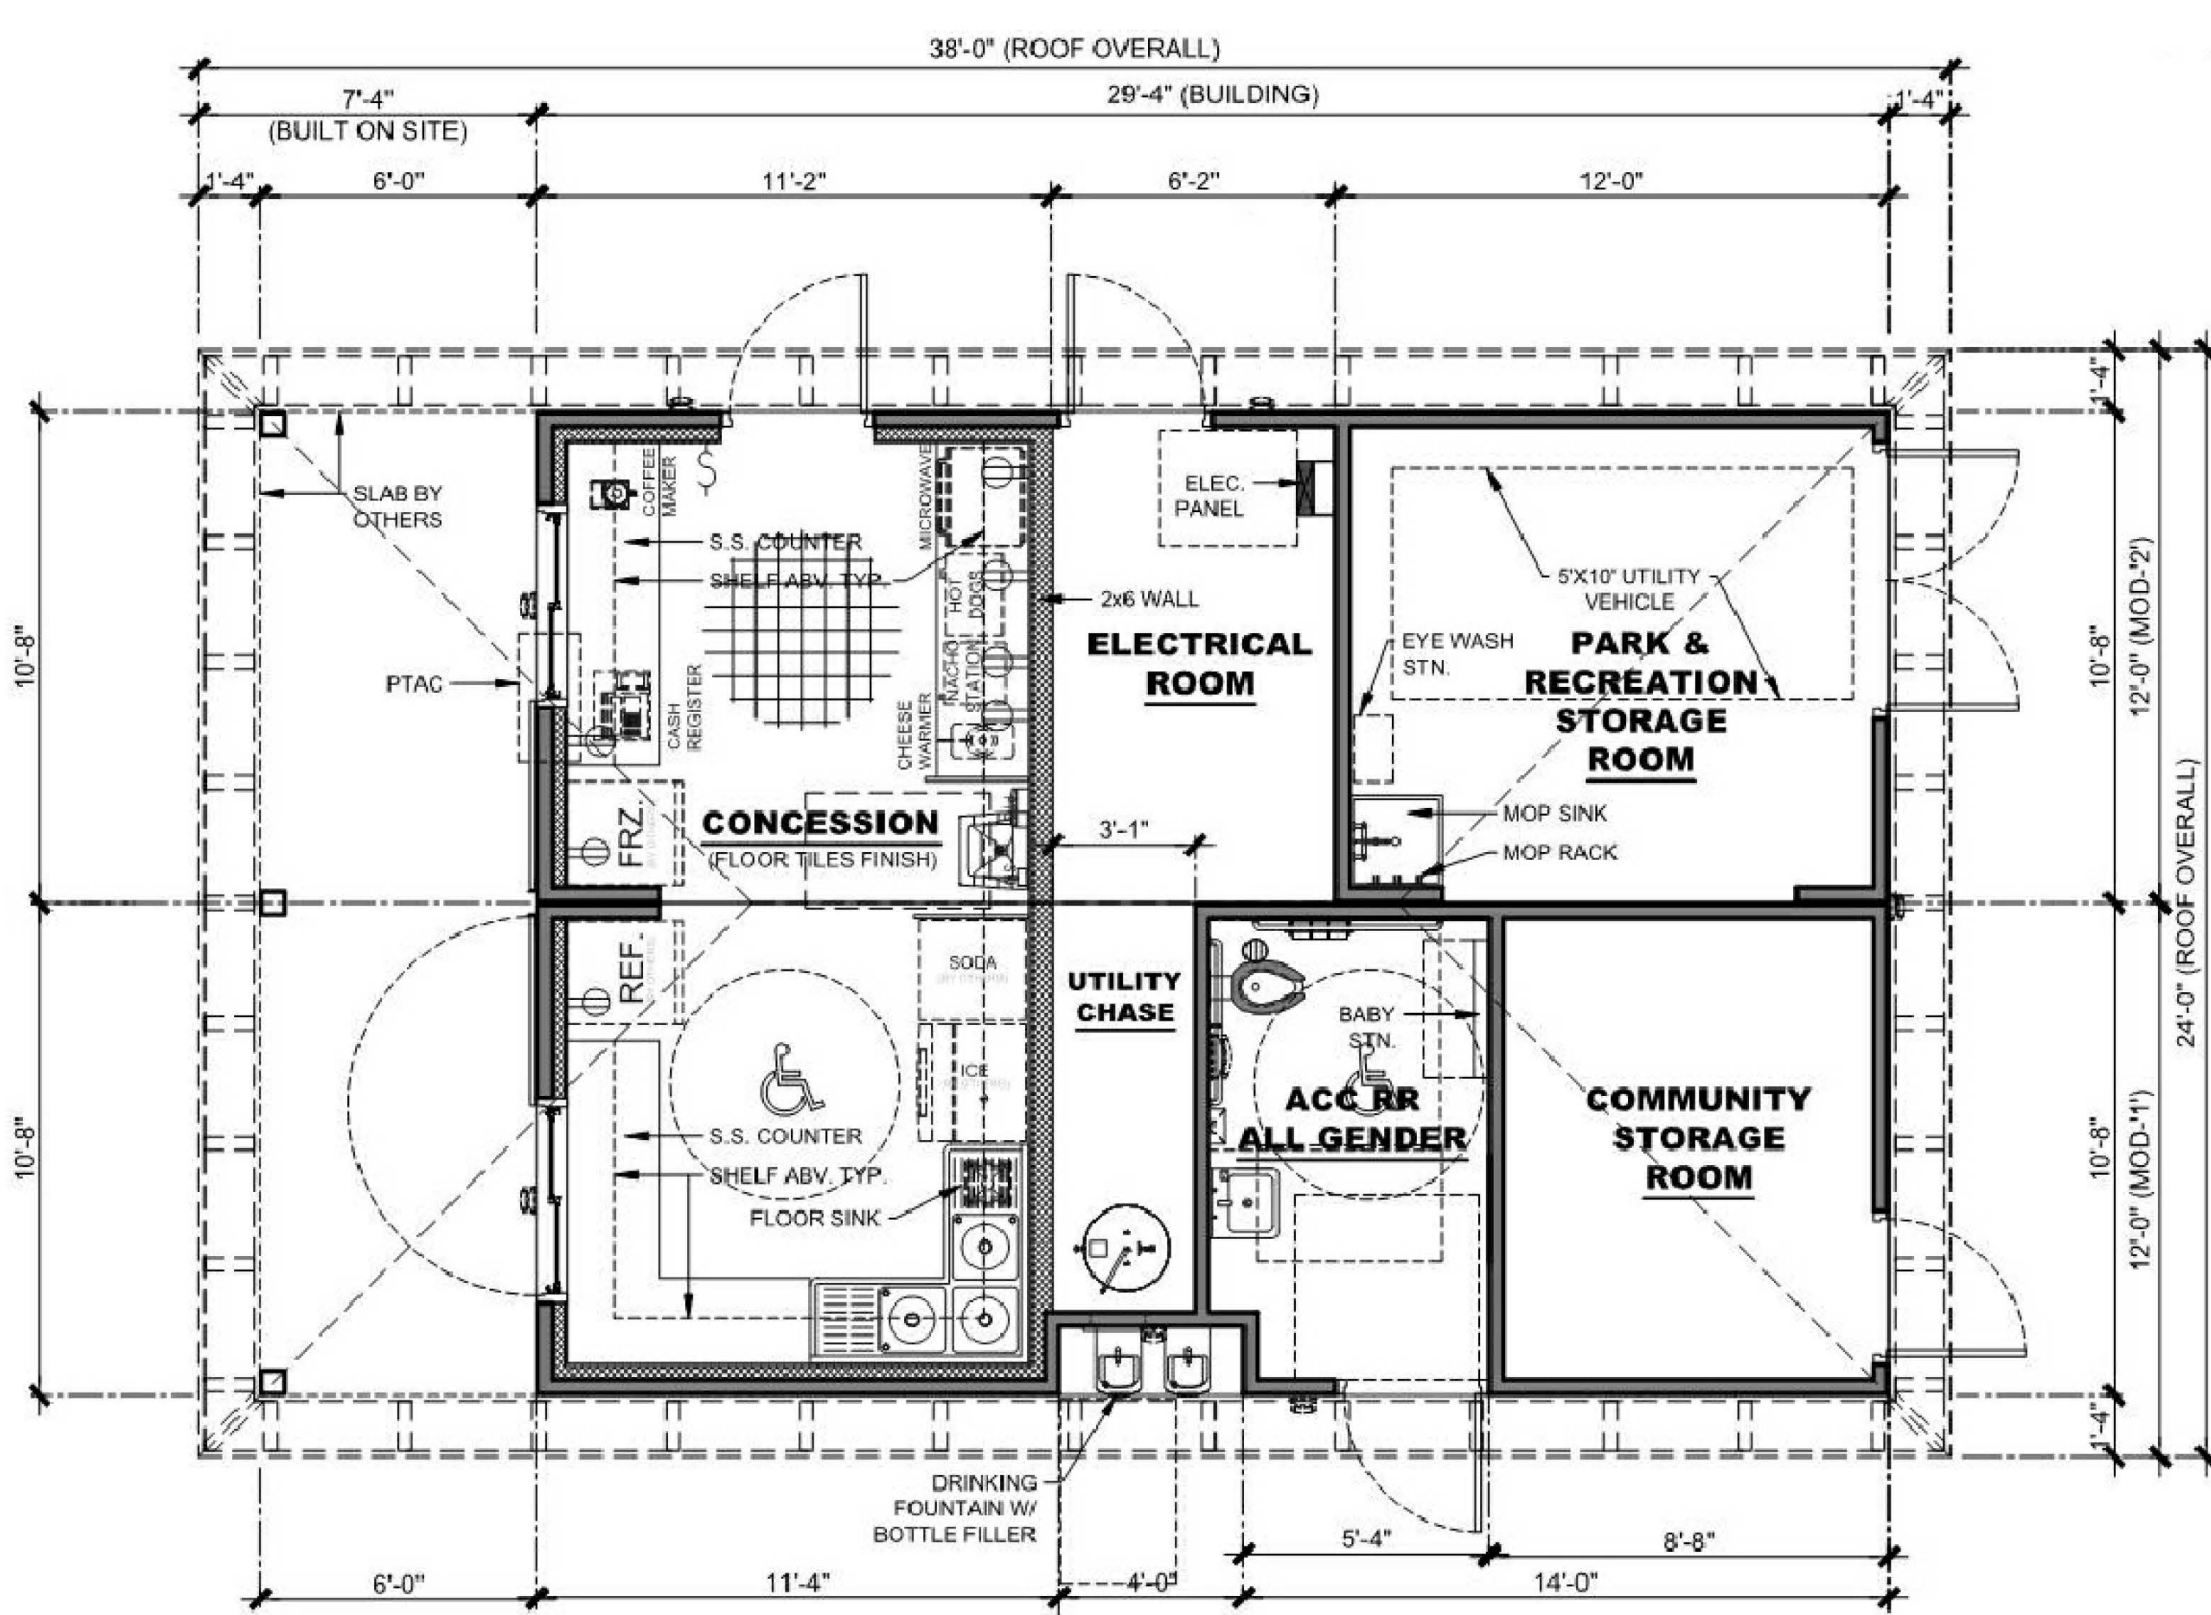 38'-0" (ROOF OVERALL)
7'-4"
29'-4" (BUILDING)
1'-4"
(BUILT ON SITE)
1'-4"
6'-0"
11'-2"
6'-2"
12'-0"
1'-4"
SLAB BY
OTHERS
COFFEE
MAKER
MICROWAVE
ELEC.
PANEL
S.S. COUNTER
SHELF ABV. TYP.
HOT
DOGS
2x6 WALL
5'X10" UTILITY
VEHICLE
ELECTRICAL
ROOM
EYE WASH
STN.
PARK &
RECREATION
STORAGE
ROOM
10'-8"
PTAC
CASH
REGISTER
NACHO
STATION
CHEESE
WARMER
10'-8"
12'-0" (MOD-"2')
FRZ.
CONCESSION
(FLOOR TILES FINISH)
3'-1"
MOP SINK
MOP RACK
24'-0" (ROOF OVERALL)
REF.
SODA
(BY OTHERS)
UTILITY
CHASE
BABY
STN.
ICE
ACC RR
ALL GENDER
COMMUNITY
STORAGE
ROOM
10'-8"
S.S. COUNTER
SHELF ABV. TYP.
FLOOR SINK
10'-8"
12'-0" (MOD-"1')
1'-4"
DRINKING
FOUNTAIN W/
BOTTLE FILLER
5'-4"
8'-8"
6'-0"
11'-4"
4'-0"
14'-0"